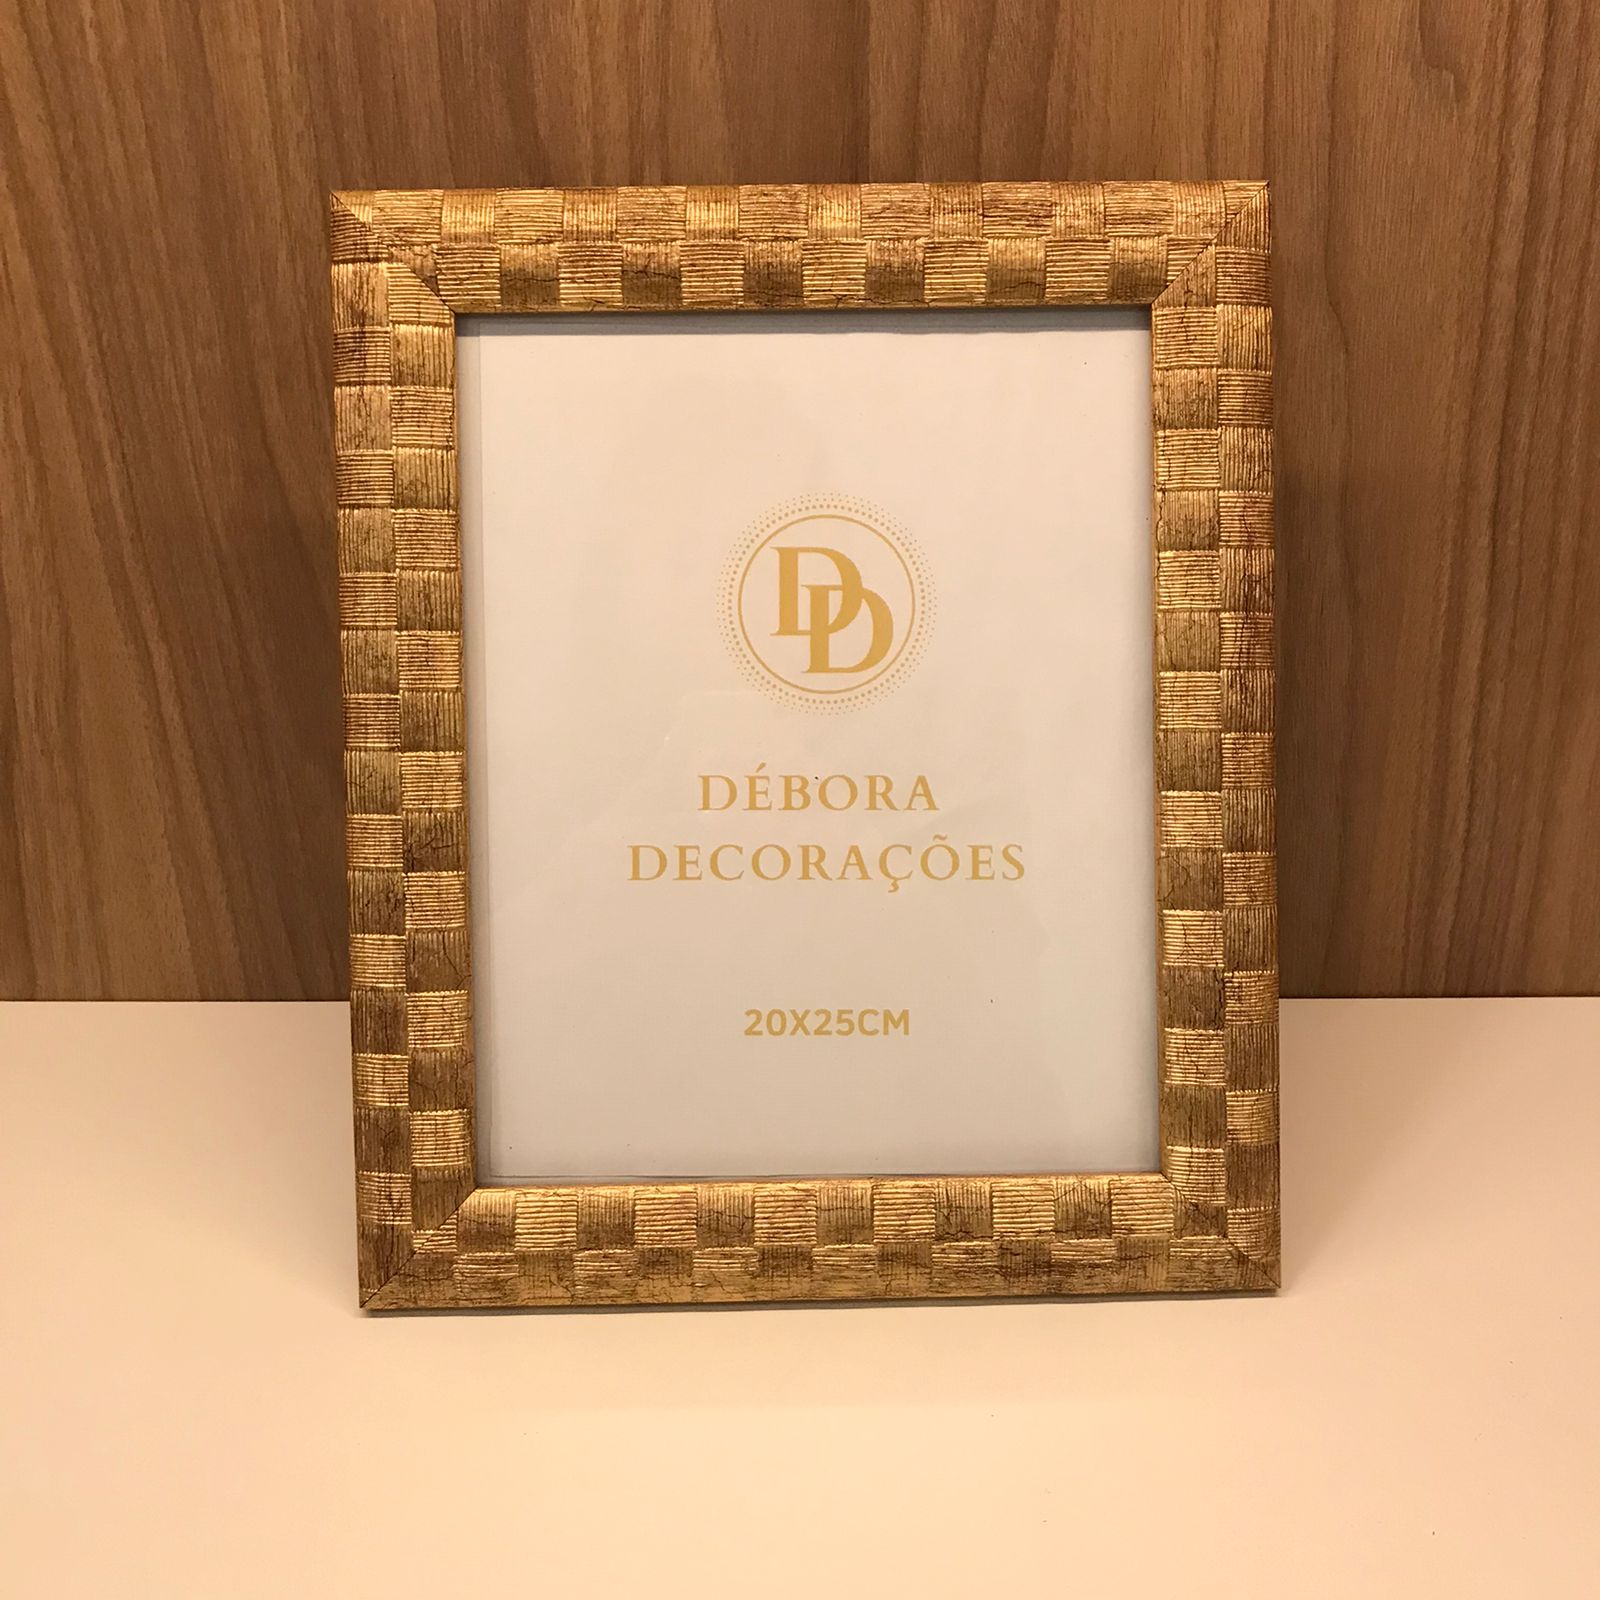 DD
DÉBORA
DECORAÇÕES
20X25CM